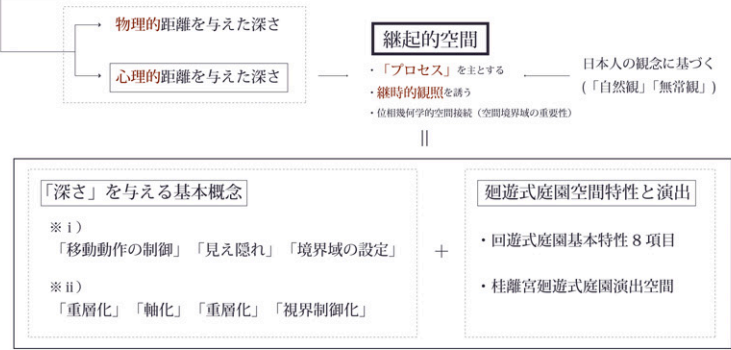 物理的距離を与えた深さ
心理的距離を与えた深さ
継起的空間
・「プロセス」を主とする
・継時的観照を誘う
・位相幾何学的空間接続（空間境界域の重要性）
日本人の観念に基づく
(「自然観」「無常観」)
||
「深さ」を与える基本概念
※ⅰ）
「移動動作の制御」「見え隠れ」「境界域の設定」
※ⅱ）
「重層化」「軸化」「重層化」「視界制御化」
+
廻遊式庭園空間特性と演出
・回遊式庭園基本特性８項目
・桂離宮廻遊式庭園演出空間